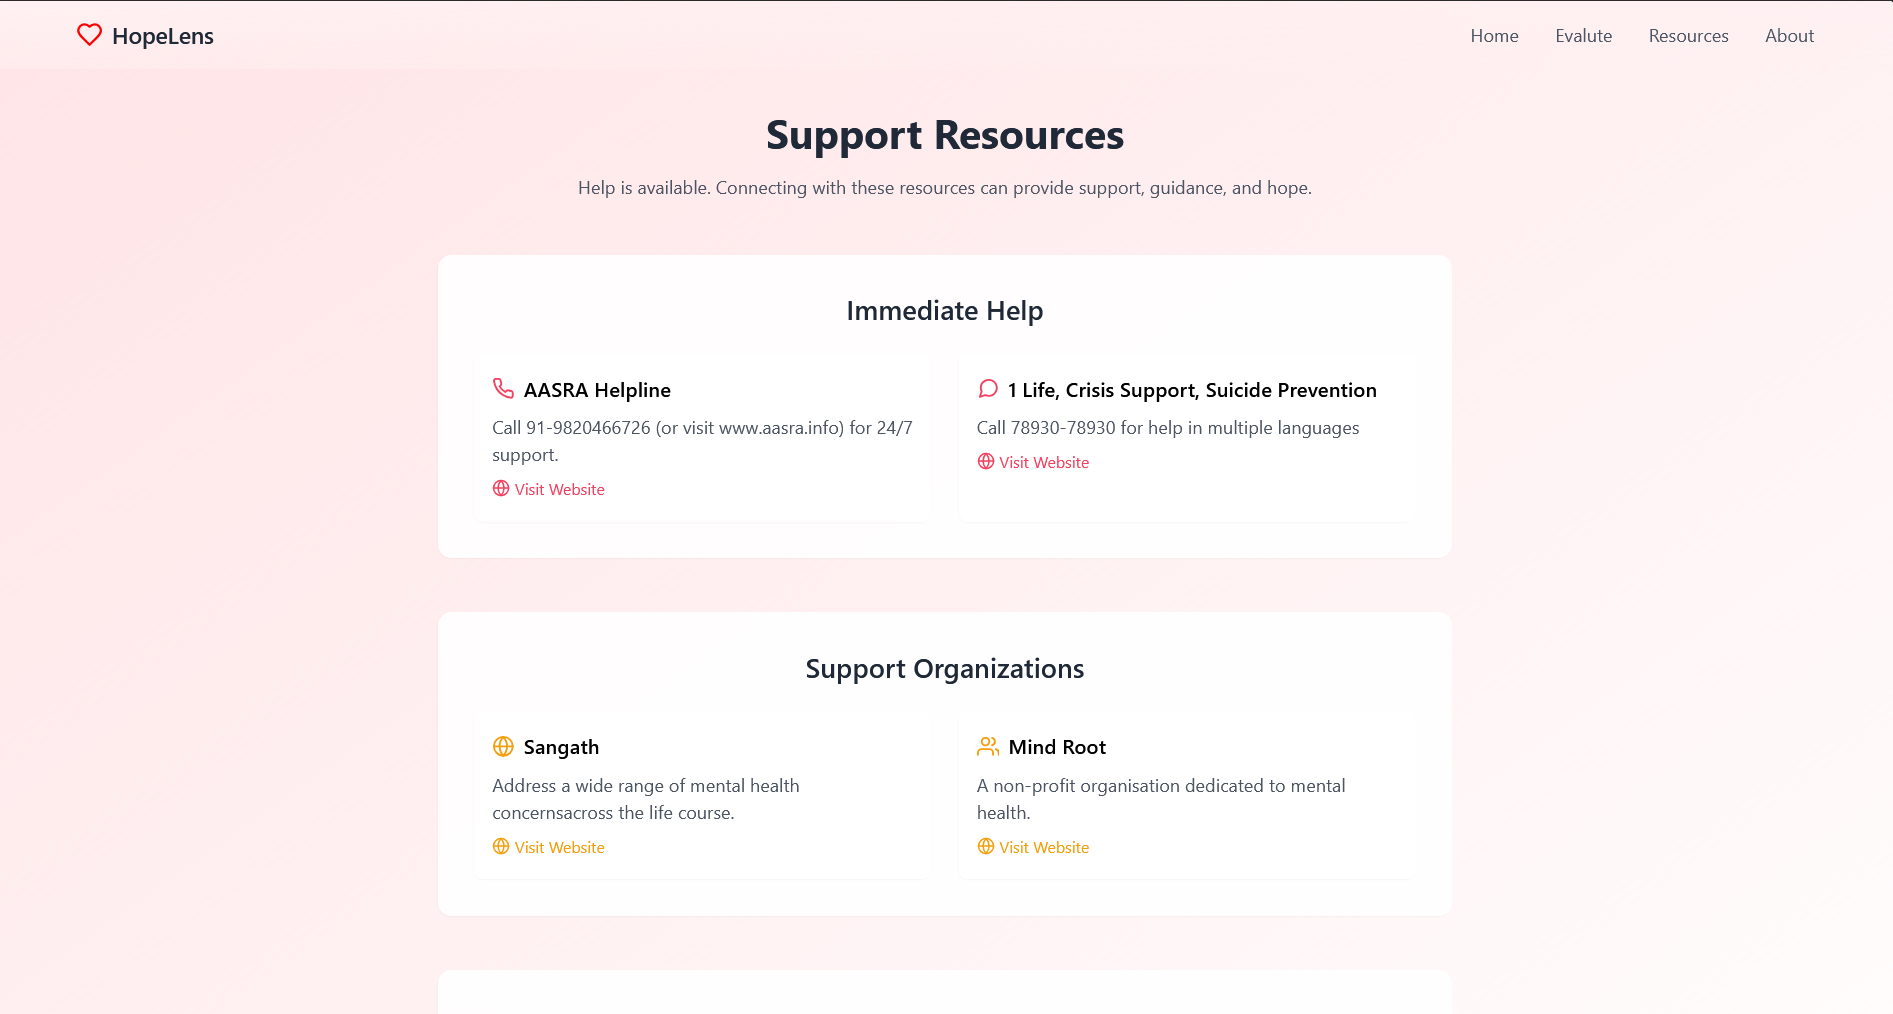 HopeLens
Home
Evalute
Resources
About
Support Resources
Help is available. Connecting with these resources can provide support, guidance, and hope.
Immediate Help
AASRA Helpline
Call 91-9820466726 (or visit www.aasra.info) for 24/7
support.
Visit Website
1 Life, Crisis Support, Suicide Prevention
Call 78930-78930 for help in multiple languages
Visit Website
Support Organizations
Sangath
Address a wide range of mental health
concernsacross the life course.
Visit Website
Mind Root
A non-profit organisation dedicated to mental
health.
Visit Website